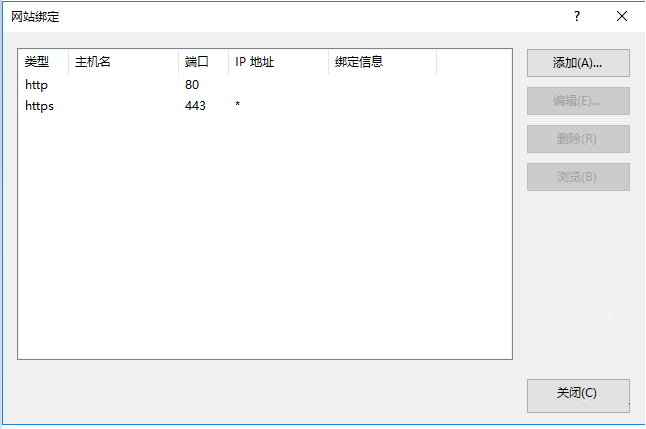 网站绑定
类型 主机名 端口 IP 地址 绑定信息
http 80
https 443 *
添加(A)...
编辑(E)...
删除(R)
浏览(B)
关闭(C)